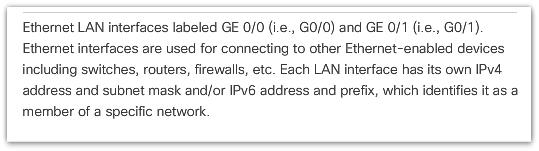 Ethernet LAN interfaces labeled GE 0/0 (i.e., G0/0) and GE 0/1 (i.e., G0/1).
Ethernet interfaces are used for connecting to other Ethernet-enabled devices
including switches, routers, firewalls, etc. Each LAN interface has its own IPv4
address and subnet mask and/or IPv6 address and prefix, which identifies it as a
member of a specific network.